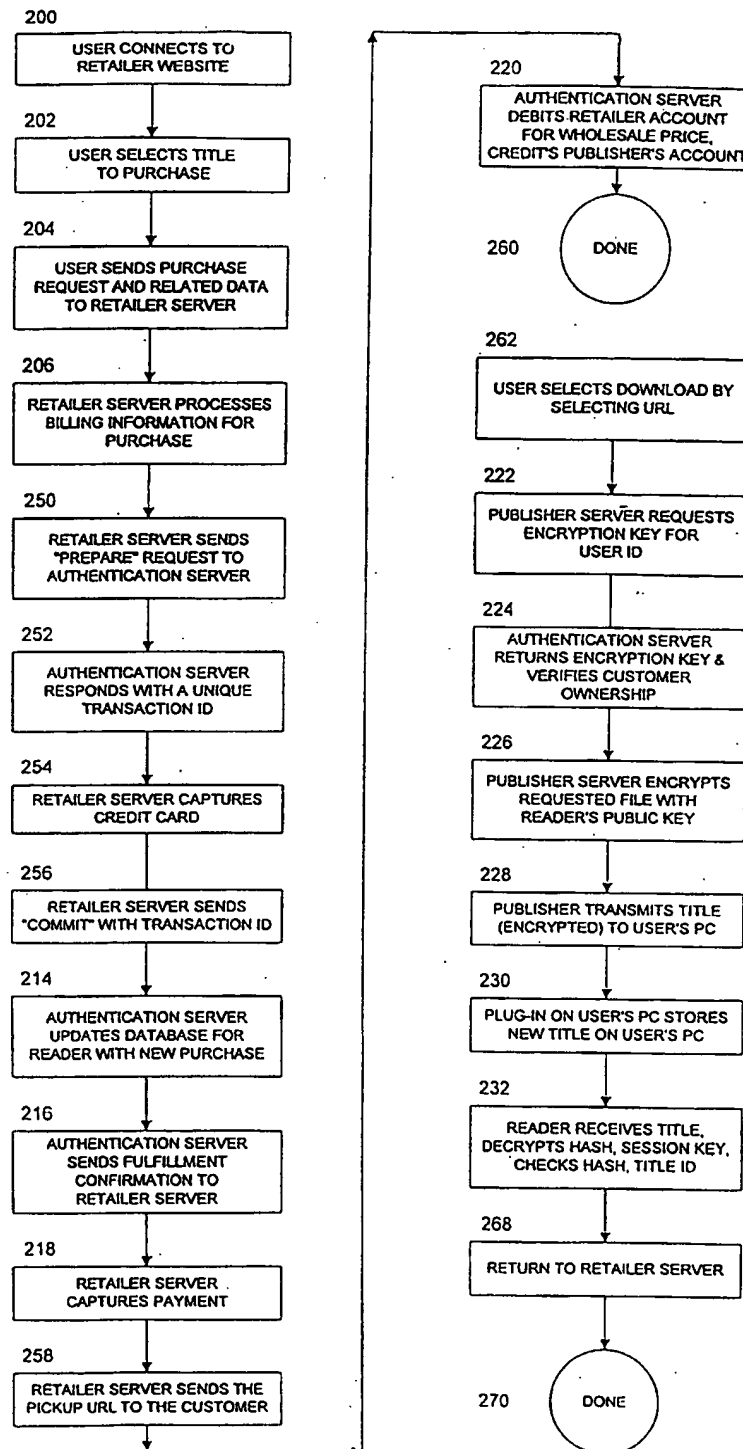 200
USER CONNECTS TO
RETAILER WEBSITE
202
USER SELECTS TITLE
TO PURCHASE
204
USER SENDS PURCHASE
REQUEST AND RELATED DATA
TO RETAILER SERVER
206
RETAILER SERVER PROCESSES
BILLING INFORMATION FOR
PURCHASE
250
RETAILER SERVER SENDS
"PREPARE" REQUEST TO
AUTHENTICATION SERVER
252
AUTHENTICATION SERVER
RESPONDS WITH A UNIQUE
TRANSACTION ID
254
RETAILER SERVER CAPTURES
CREDIT CARD
256
RETAILER SERVER SENDS
"COMMIT" WITH TRANSACTION ID
214
AUTHENTICATION SERVER
UPDATES DATABASE FOR
READER WITH NEW PURCHASE
216
AUTHENTICATION SERVER
SENDS FULFILLMENT
CONFIRMATION TO
RETAILER SERVER
218
RETAILER SERVER
CAPTURES PAYMENT
258
RETAILER SERVER SENDS THE
PICKUP URL TO THE CUSTOMER
220
AUTHENTICATION SERVER
DEBITS RETAILER ACCOUNT
FOR WHOLESALE PRICE,
CREDIT'S PUBLISHER'S ACCOUNT
260
DONE
262
USER SELECTS DOWNLOAD BY
SELECTING URL
222
PUBLISHER SERVER REQUESTS
ENCRYPTION KEY FOR
USER ID
224
AUTHENTICATION SERVER
RETURNS ENCRYPTION KEY &
VERIFIES CUSTOMER
OWNERSHIP
226
PUBLISHER SERVER ENCRYPTS
REQUESTED FILE WITH
READER'S PUBLIC KEY
228
PUBLISHER TRANSMITS TITLE
(ENCRYPTED) TO USER'S PC
230
PLUG-IN ON USER'S PC STORES
NEW TITLE ON USER'S PC
232
READER RECEIVES TITLE,
DECRYPTS HASH, SESSION KEY,
CHECKS HASH, TITLE ID
268
RETURN TO RETAILER SERVER
270
DONE